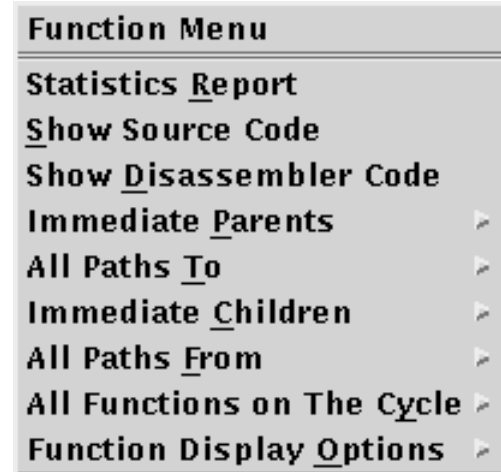 Function Menu
Statistics Report
Show Source Code
Show Disassembler Code
Immediate Parents
All Paths To
Immediate Children
All Paths From
All Functions on The Cycle
Function Display Options